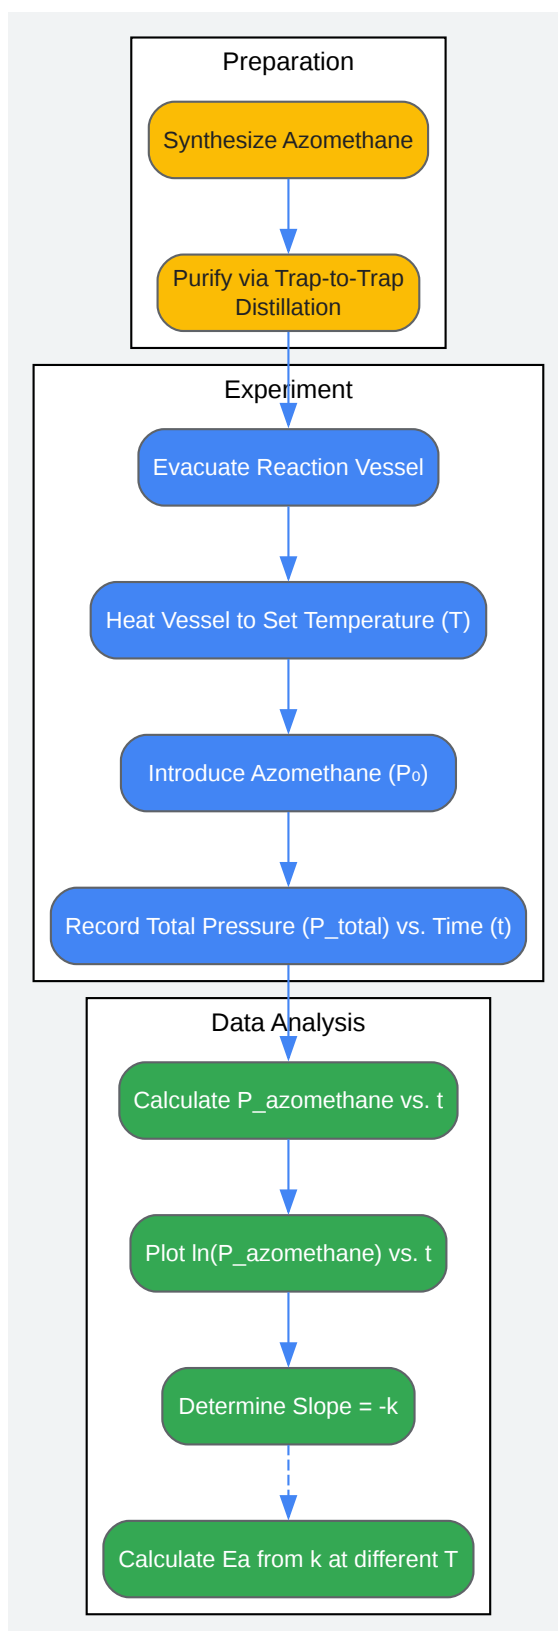 Preparation
Synthesize Azomethane
Purify via Trap-to-Trap
Distillation
Experiment
Evacuate Reaction Vessel
Heat Vessel to Set Temperature (T)
Introduce Azomethane (P₀)
Record Total Pressure (P_total) vs. Time (t)
Data Analysis
Calculate P_azomethane vs. t
Plot ln(P_azomethane) vs. t
Determine Slope = -k
Calculate Ea from k at different T